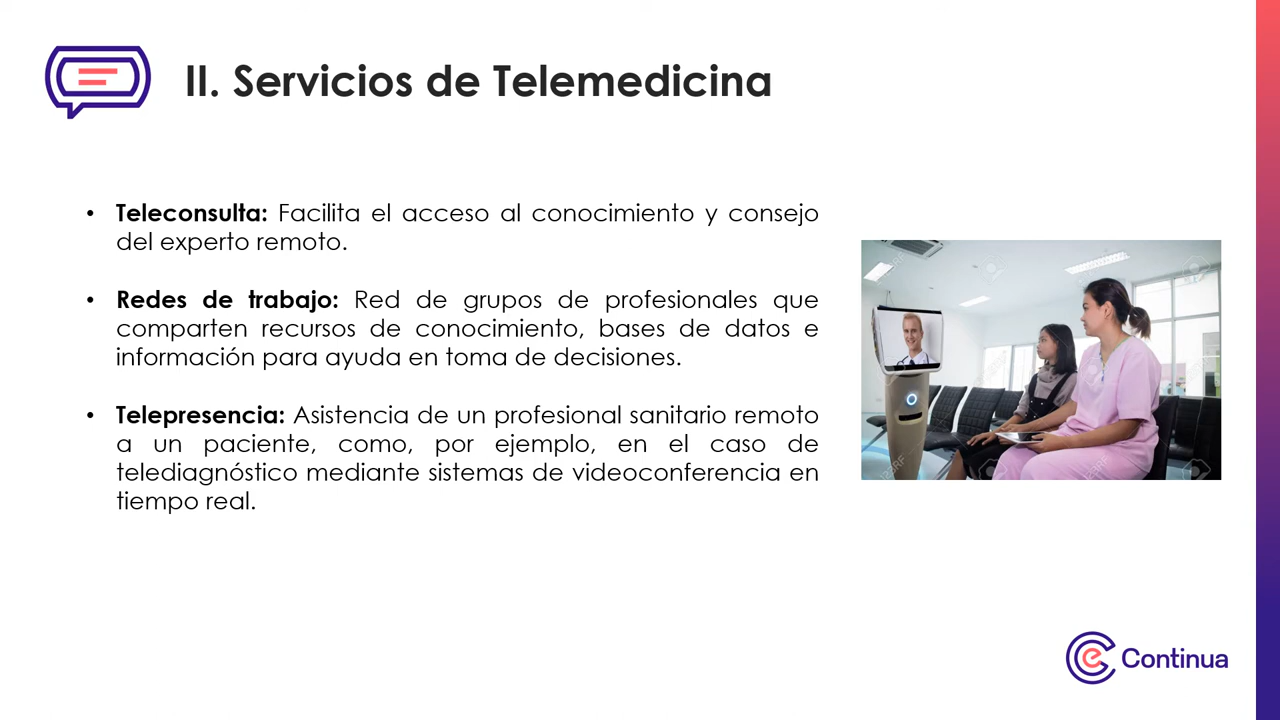 II. Servicios de Telemedicina
• Teleconsulta: Facilita el acceso al conocimiento y consejo
del experto remoto.
• Redes de trabajo: Red de grupos de profesionales que
comparten recursos de conocimiento, bases de datos e
información para ayuda en toma de decisiones.
• Telepresencia: Asistencia de un profesional sanitario remoto
a un paciente, como, por ejemplo, en el caso de
telediagnóstico mediante sistemas de videoconferencia en
tiempo real.
e Continua